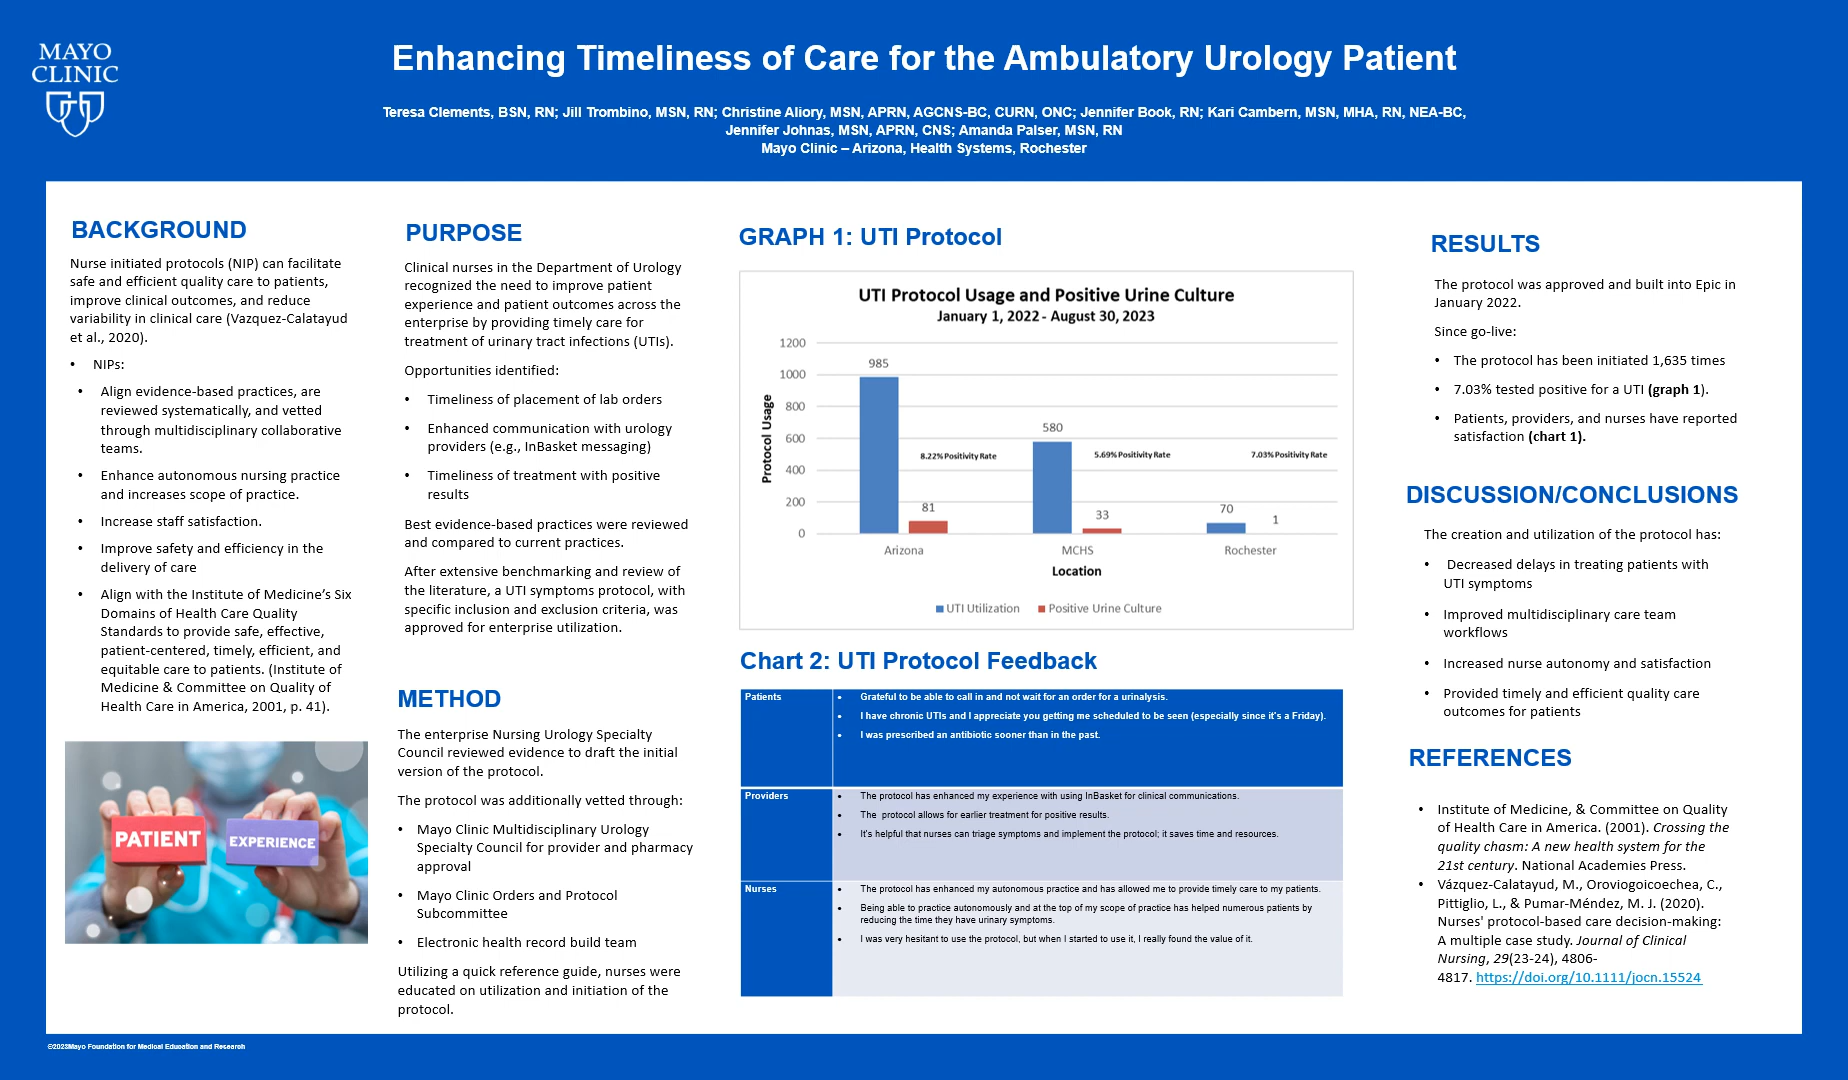 MAYO
CLINIC
Enhancing Timeliness of Care for the Ambulatory Urology Patient
Teresa Clements, BSN, RN; Jill Trombino, MSN, RN; Christine Aliory, MSN, APRN, AGCNS-BC, CURN, ONC; Jennifer Book, RN; Kari Cambern, MSN, MHA, RN, NEA-BC,
Jennifer Johnas, MSN, APRN, CNS; Amanda Palser, MSN, RN
Mayo Clinic – Arizona, Health Systems, Rochester
BACKGROUND
Nurse initiated protocols (NIP) can facilitate
safe and efficient quality care to patients,
improve clinical outcomes, and reduce
variability in clinical care (Vazquez-Calatayud
et al., 2020).
• NIPs:
• Align evidence-based practices, are
reviewed systematically, and vetted
through multidisciplinary collaborative
teams.
• Enhance autonomous nursing practice
and increases scope of practice.
• Increase staff satisfaction.
• Improve safety and efficiency in the
delivery of care
• Align with the Institute of Medicine’s Six
Domains of Health Care Quality
Standards to provide safe, effective,
patient-centered, timely, efficient, and
equitable care to patients. (Institute of
Medicine & Committee on Quality of
Health Care in America, 2001, p. 41).
PATIENT
EXPERIENCE
PURPOSE
Clinical nurses in the Department of Urology
recognized the need to improve patient
experience and patient outcomes across the
enterprise by providing timely care for
treatment of urinary tract infections (UTIs).
Opportunities identified:
• Timeliness of placement of lab orders
• Enhanced communication with urology
providers (e.g., InBasket messaging)
• Timeliness of treatment with positive
results
Best evidence-based practices were reviewed
and compared to current practices.
After extensive benchmarking and review of
the literature, a UTI symptoms protocol, with
specific inclusion and exclusion criteria, was
approved for enterprise utilization.
METHOD
The enterprise Nursing Urology Specialty
Council reviewed evidence to draft the initial
version of the protocol.
The protocol was additionally vetted through:
• Mayo Clinic Multidisciplinary Urology
Specialty Council for provider and pharmacy
approval
• Mayo Clinic Orders and Protocol
Subcommittee
• Electronic health record build team
Utilizing a quick reference guide, nurses were
educated on utilization and initiation of the
protocol.
GRAPH 1: UTI Protocol
UTI Protocol Usage and Positive Urine Culture
January 1, 2022 - August 30, 2023
Protocol Usage
1200
1000
800
600
400
200
0
985
81
8.22% Positivity Rate
580
33
5.69% Positivity Rate
70
1
7.03% Positivity Rate
Arizona
MCHS
Rochester
Location
UTI Utilization
Positive Urine Culture
Chart 2: UTI Protocol Feedback
Patients
• Grateful to be able to call in and not wait for an order for a urinalysis.
• I have chronic UTIs and I appreciate you getting me scheduled to be seen (especially since it's a Friday).
• I was prescribed an antibiotic sooner than in the past.
Providers
• The protocol has enhanced my experience with using InBasket for clinical communications.
• The protocol allows for earlier treatment for positive results.
• It's helpful that nurses can triage symptoms and implement the protocol; it saves time and resources.
Nurses
• The protocol has enhanced my autonomous practice and has allowed me to provide timely care to my patients.
• Being able to practice autonomously and at the top of my scope of practice has helped numerous patients by
reducing the time they have urinary symptoms.
• I was very hesitant to use the protocol, but when I started to use it, I really found the value of it.
RESULTS
The protocol was approved and built into Epic in
January 2022.
Since go-live:
• The protocol has been initiated 1,635 times
• 7.03% tested positive for a UTI (graph 1).
• Patients, providers, and nurses have reported
satisfaction (chart 1).
DISCUSSION/CONCLUSIONS
The creation and utilization of the protocol has:
• Decreased delays in treating patients with
UTI symptoms
• Improved multidisciplinary care team
workflows
• Increased nurse autonomy and satisfaction
• Provided timely and efficient quality care
outcomes for patients
REFERENCES
• Institute of Medicine, & Committee on Quality
of Health Care in America. (2001). Crossing the
quality chasm: A new health system for the
21st century. National Academies Press.
• Vázquez-Calatayud, M., Oroviogoicoechea, C.,
Pittiglio, L., & Pumar-Méndez, M. J. (2020).
Nurses' protocol-based care decision-making:
A multiple case study. Journal of Clinical
Nursing, 29(23-24), 4806-
4817. https://doi.org/10.1111/jocn.15524
©2023Mayo Foundation for Medical Education and Research